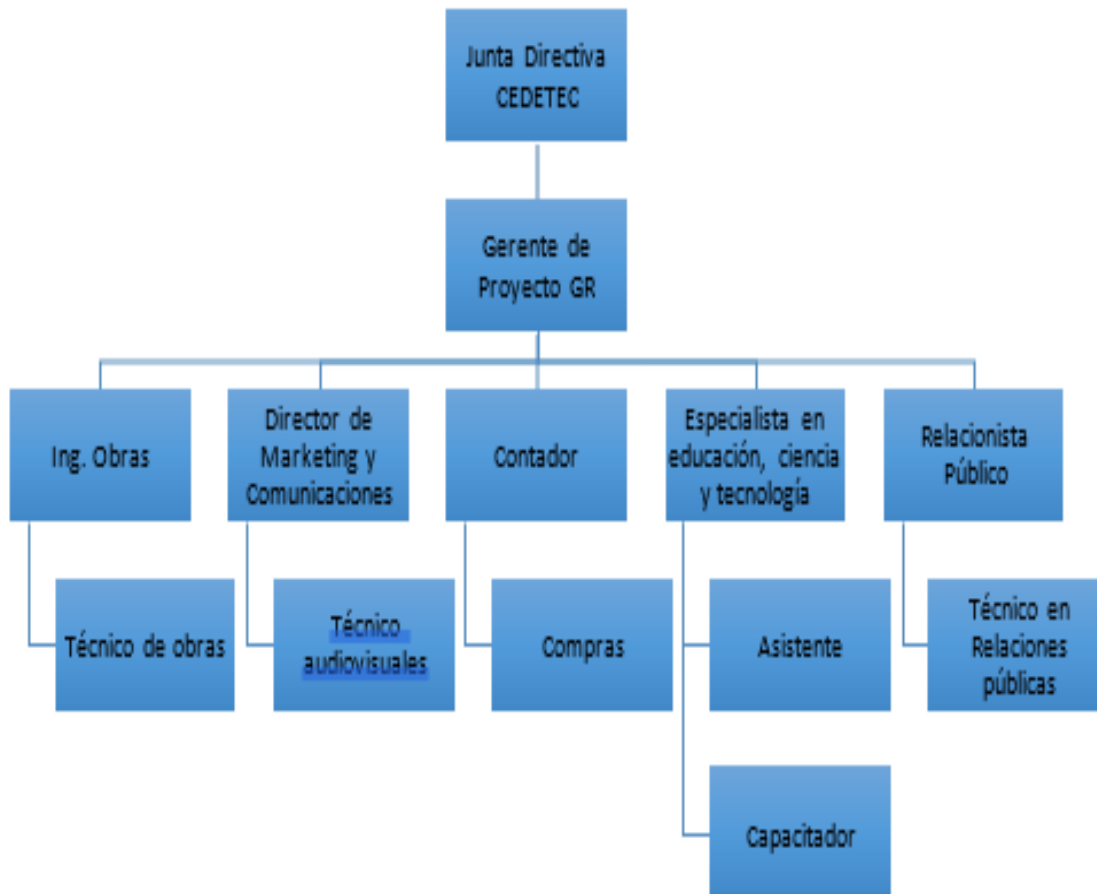 Junta Directiva
CEDETEC
Gerente de
Proyecto GR
Ing. Obras
Director de
Marketing y
Comunicaciones
Contador
Especialista en
educación, ciencia
y tecnología
Relacionista
Público
Técnico de obras
Técnico
audiovisuales
Compras
Asistente
Técnico en
Relaciones
públicas
Capacitador